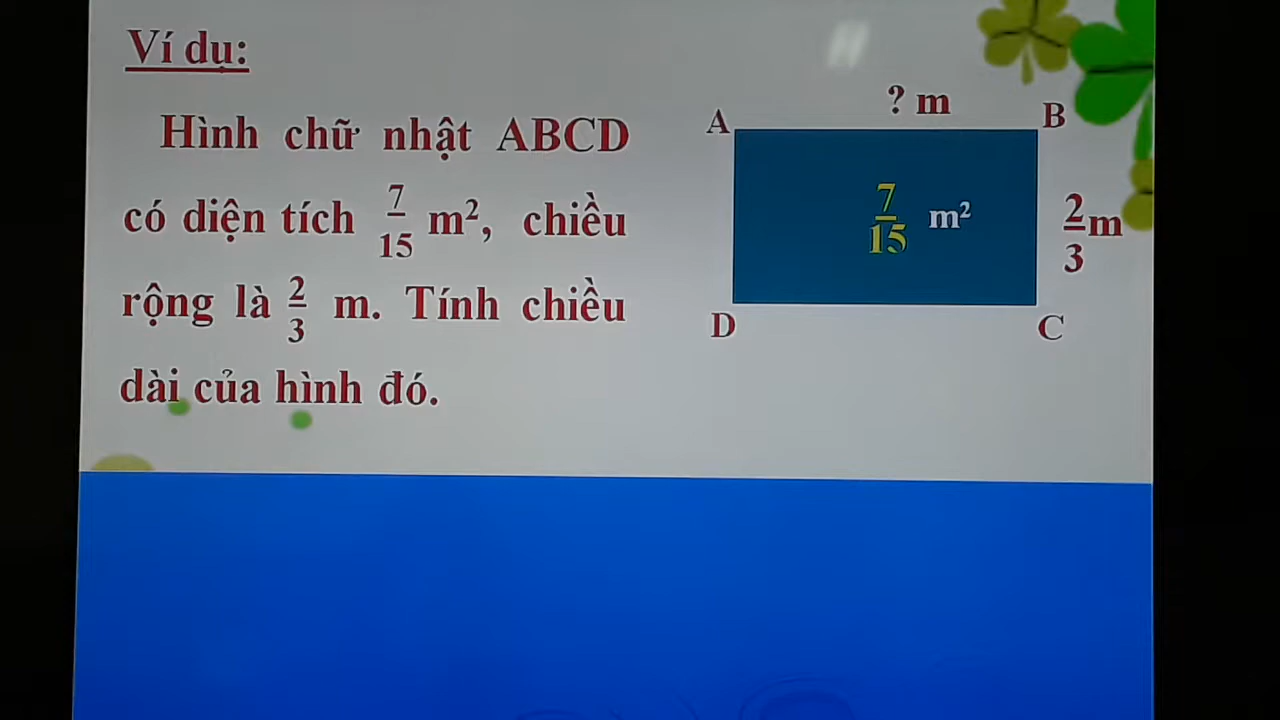 Ví dụ:
Hình chữ nhật ABCD
có diện tích 7/15 m², chiều
rộng là 2/3 m. Tính chiều
dài của hình đó.
? m
A B
7/15 m²
2/3 m
D C